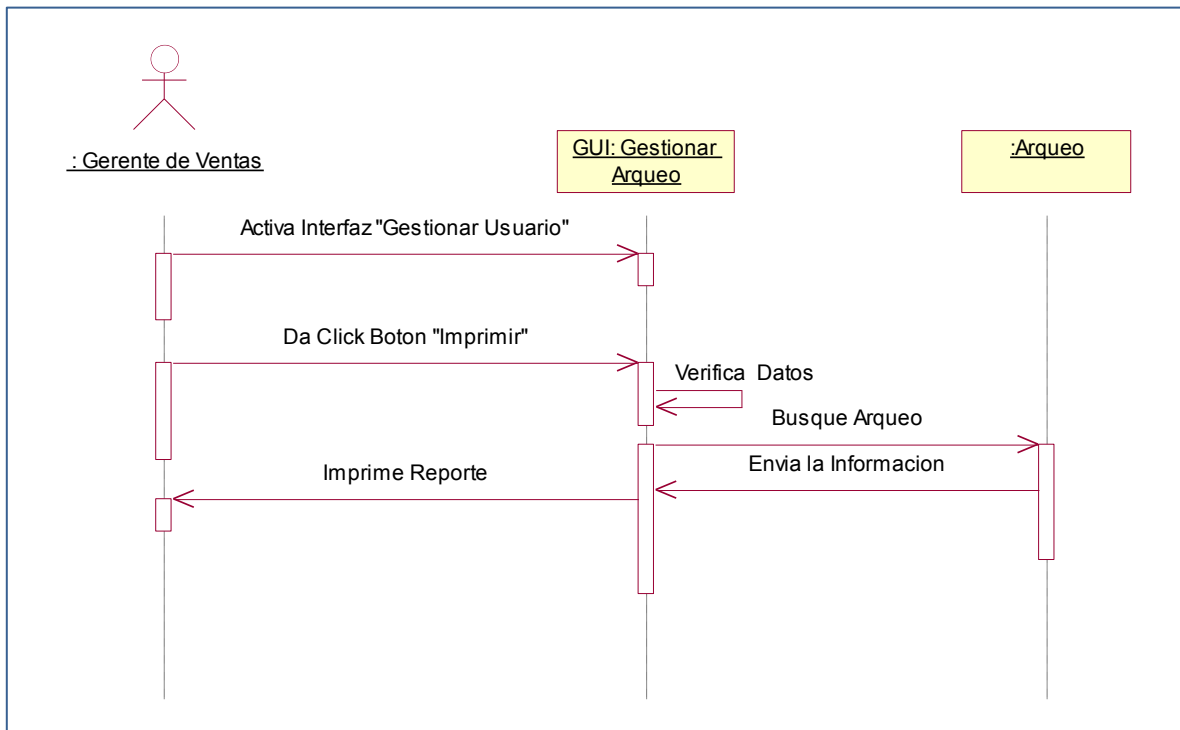 : Gerente de Ventas
GUI: Gestionar
Arqueo
:Arqueo
Activa Interfaz "Gestionar Usuario"
Da Click Boton "Imprimir"
Verifica Datos
Busque Arqueo
Envia la Informacion
Imprime Reporte